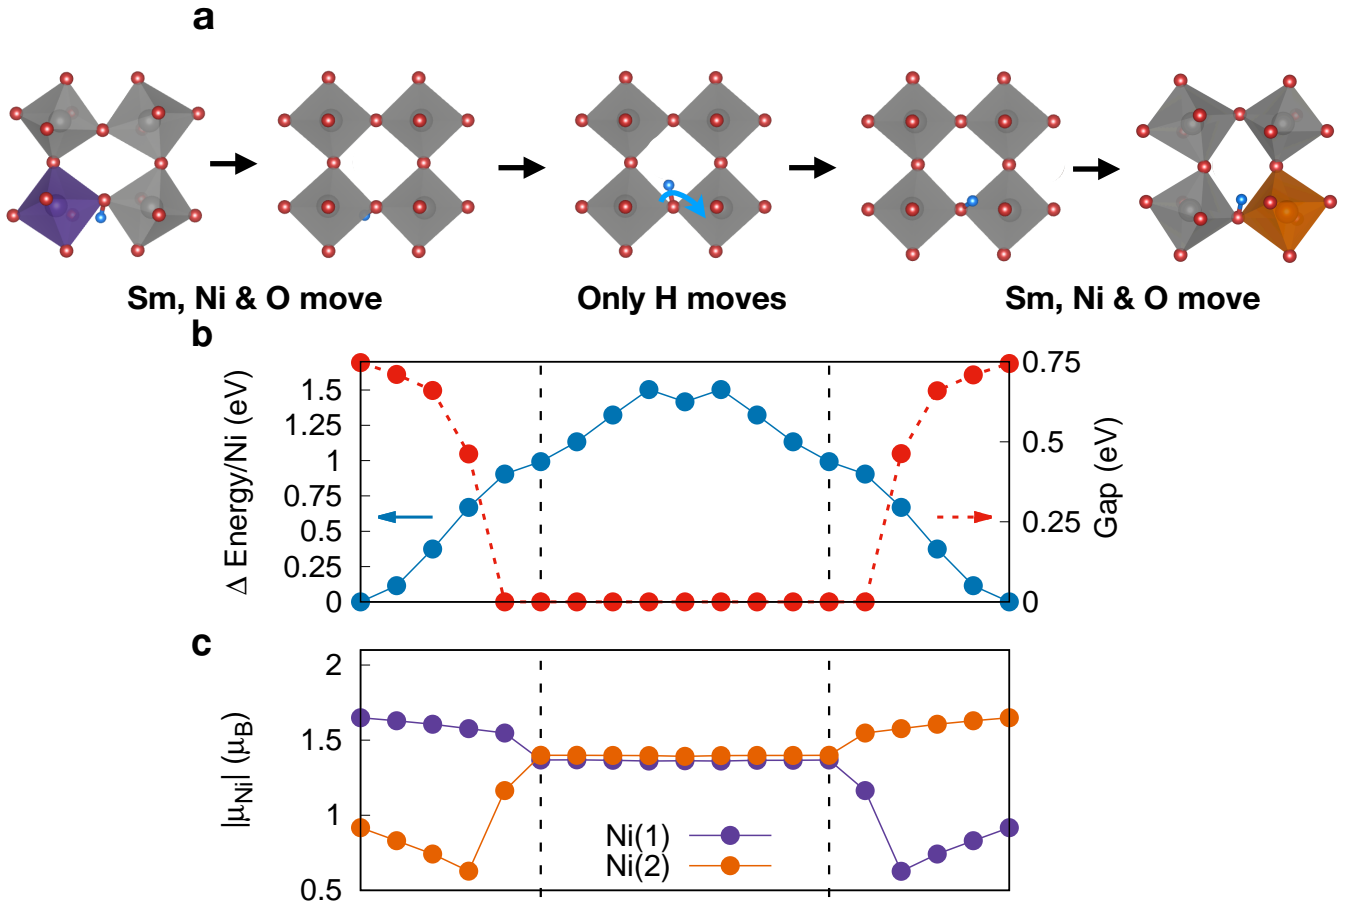 a
Sm, Ni & O move
Only H moves
Sm, Ni & O move
b
Δ Energy/Ni (eV)
1.5
1.25
1
0.75
0.5
0.25
0
0.75
0.5
0.25
0
Gap (eV)
c
|μNi| (μB)
2
1.5
1
0.5
Ni(1)
Ni(2)